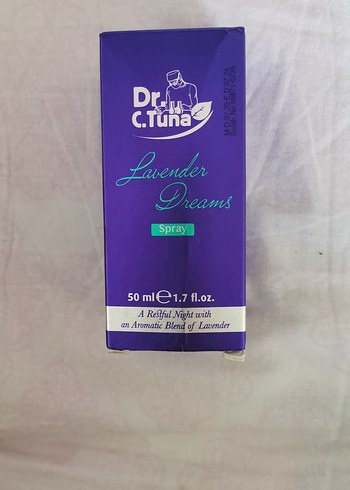 Dr.
C.Tuna
Lavender
Dreams
Spray
50 ml℮1.7 fl.oz.
A Restful Night with
an Aromatic Blend of Lavender